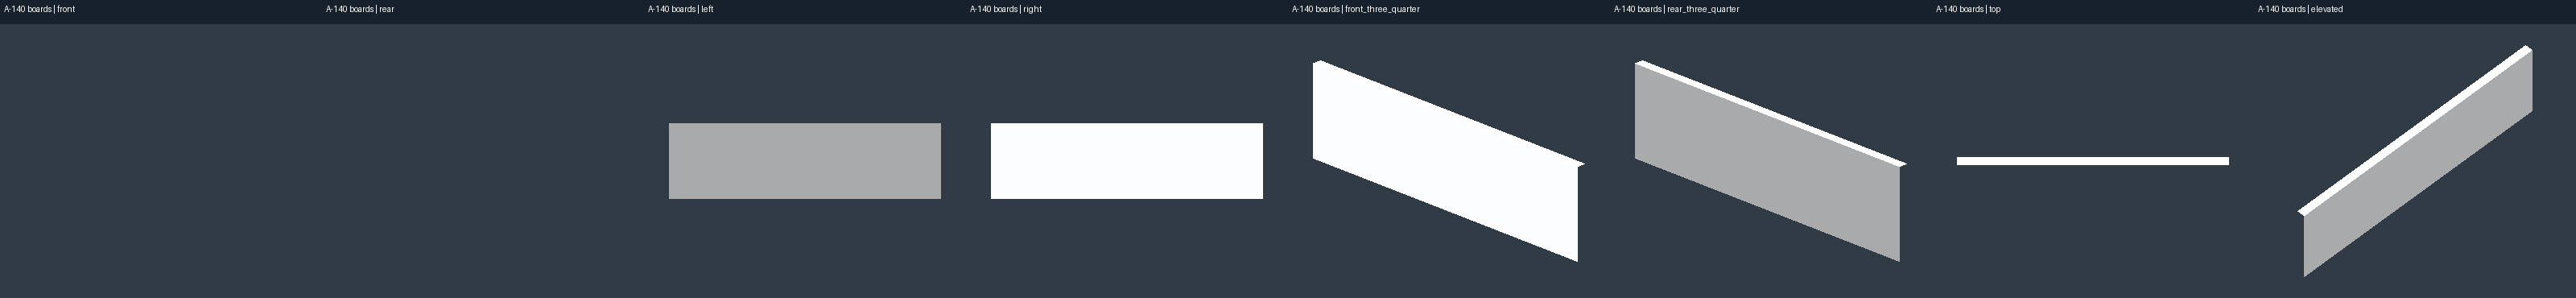 A-140 boards | front
A-140 boards | rear
A-140 boards | left
A-140 boards | right
A-140 boards | front_three_quarter
A-140 boards | rear_three_quarter
A-140 boards | top
A-140 boards | elevated